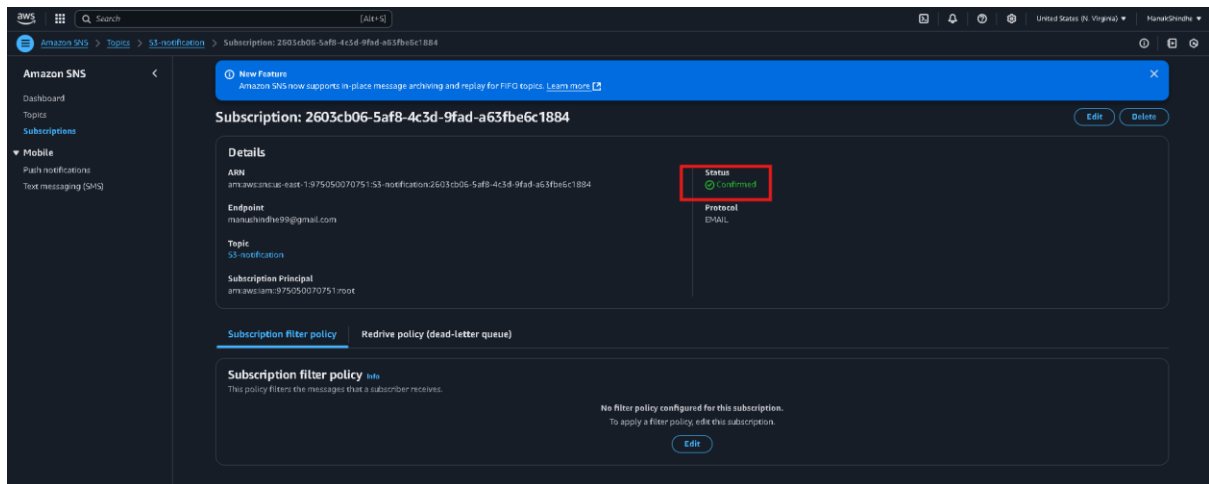 aws
Search
[Alt+S]
United States (N. Virginia)
ManakShindhe
Amazon SNS > Topics > S3-notification > Subscription: 2603cb06-5af8-4c3d-9fad-a63fbe6c1884
Amazon SNS
Dashboard
Topics
Subscriptions
Mobile
Push notifications
Text messaging (SMS)
New Feature
Amazon SNS now supports in-place message archiving and replay for FIFO topics. Learn more
Subscription: 2603cb06-5af8-4c3d-9fad-a63fbe6c1884
Edit
Delete
Details
ARN
arn:aws:sns:us-east-1:975050070751:S3-notification:2603cb06-5af8-4c3d-9fad-a63fbe6c1884
Status
Confirmed
Endpoint
manushindhe99@gmail.com
Protocol
EMAIL
Topic
S3-notification
Subscription Principal
arn:aws:iam::975050070751:root
Subscription filter policy
Redrive policy (dead-letter queue)
Subscription filter policy Info
This policy filters the messages that a subscriber receives.
No filter policy configured for this subscription.
To apply a filter policy, edit this subscription.
Edit